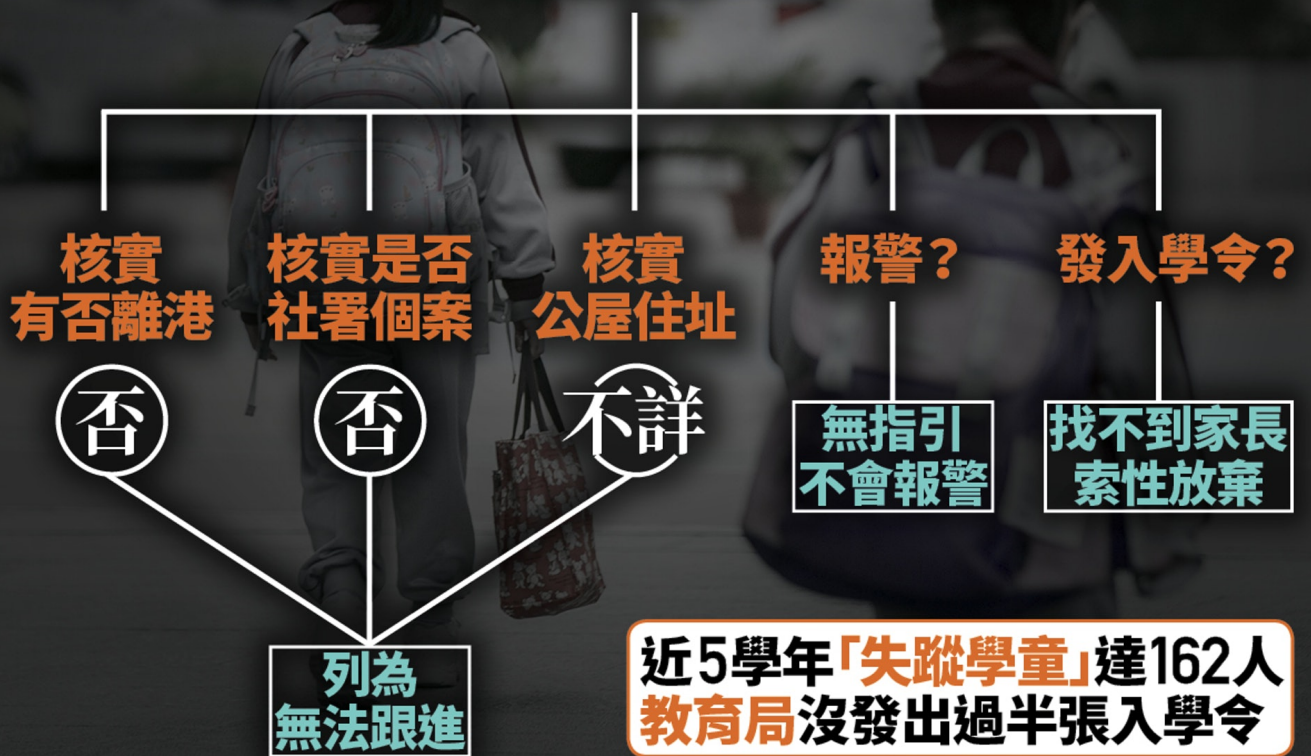 核實
有否離港
核實是否
社署個案
核實
公屋住址
報警？
發入學令？
否
否
不詳
無指引
不會報警
找不到家長
索性放棄
列為
無法跟進
近5學年「失蹤學童」達162人
教育局沒發出過半張入學令